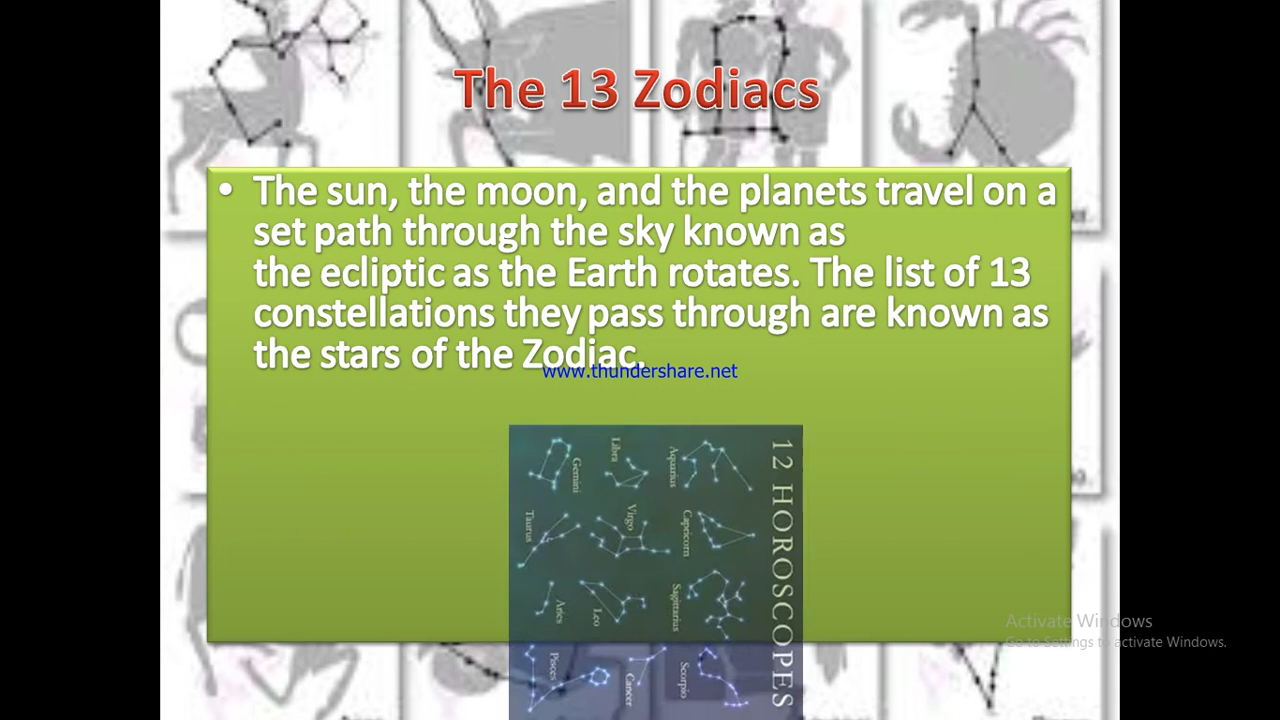 The 13 Zodiacs
• The sun, the moon, and the planets travel on a
set path through the sky known as
the ecliptic as the Earth rotates. The list of 13
constellations they pass through are known as
the stars of the Zodiac.
www.thundershare.net
12 HOROSCOPES
Aquarius
Capricorn
Sagittarius
Scorpio
Libra
Virgo
Leo
Cancer
Gemini
Taurus
Aries
Pisces
Activate Windows
Go to Settings to activate Windows.